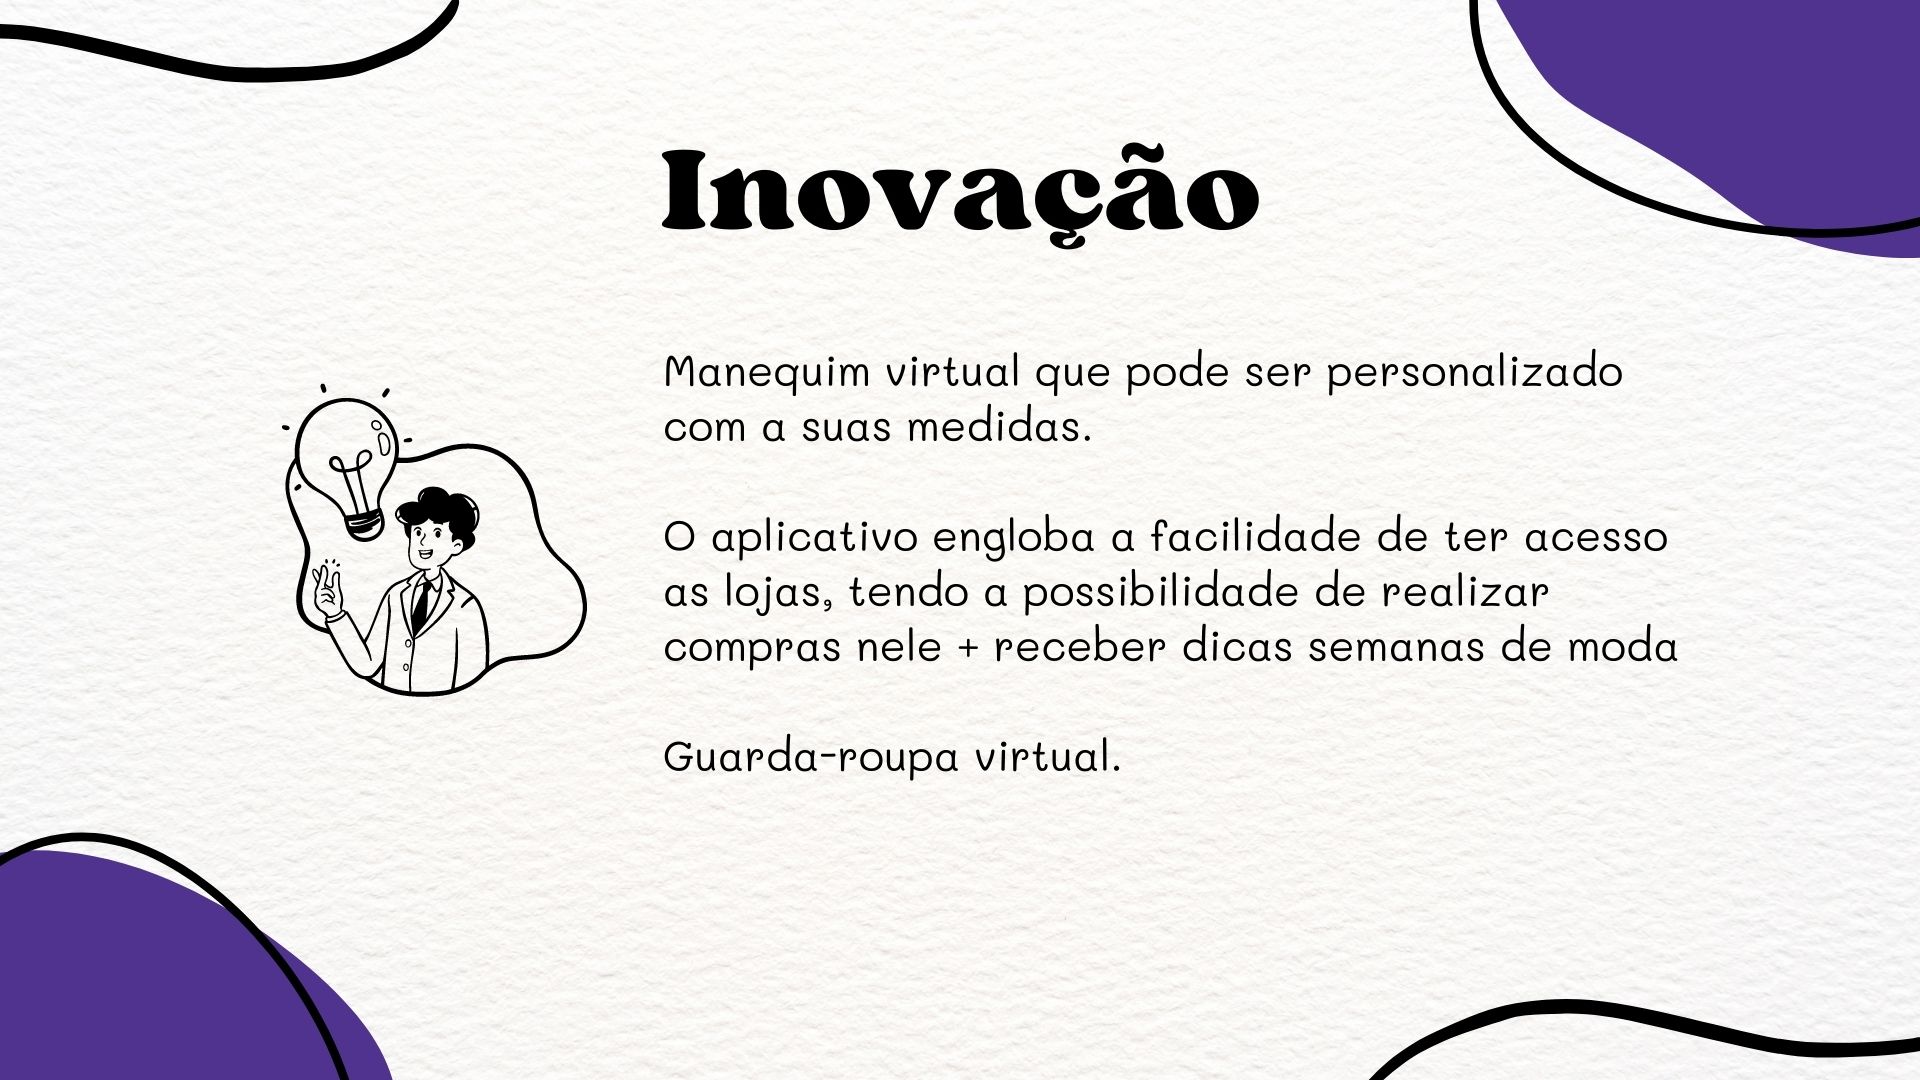 Inovação
Manequim virtual que pode ser personalizado
com a suas medidas.
O aplicativo engloba a facilidade de ter acesso
as lojas, tendo a possibilidade de realizar
compras nele + receber dicas semanas de moda
Guarda-roupa virtual.